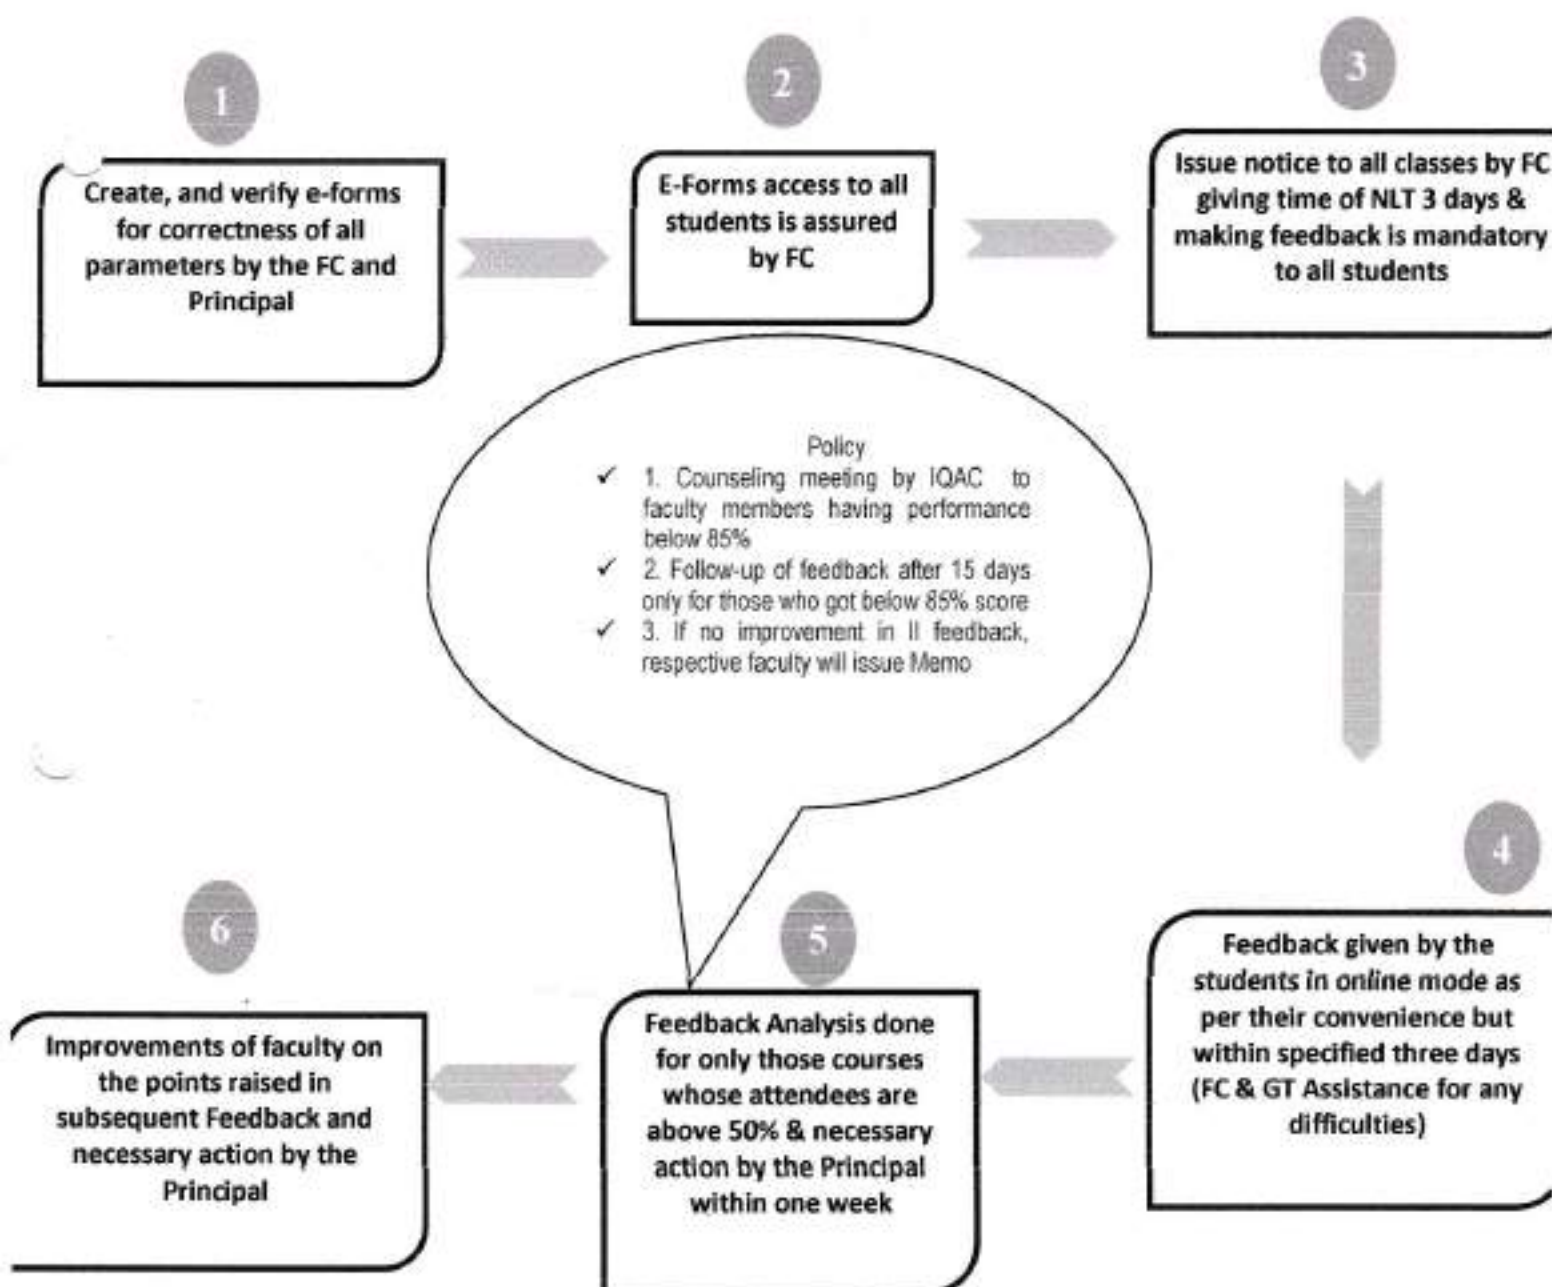 1
Create, and verify e-forms
for correctness of all
parameters by the FC and
Principal
2
E-Forms access to all
students is assured
by FC
3
Issue notice to all classes by FC
giving time of NLT 3 days &
making feedback is mandatory
to all students
Policy
✓ 1. Counseling meeting by IQAC to
faculty members having performance
below 85%
✓ 2. Follow-up of feedback after 15 days
only for those who got below 85% score
✓ 3. If no improvement in II feedback,
respective faculty will issue Memo
4
Feedback given by the
students in online mode as
per their convenience but
within specified three days
(FC & GT Assistance for any
difficulties)
5
Feedback Analysis done
for only those courses
whose attendees are
above 50% & necessary
action by the Principal
within one week
6
Improvements of faculty on
the points raised in
subsequent Feedback and
necessary action by the
Principal